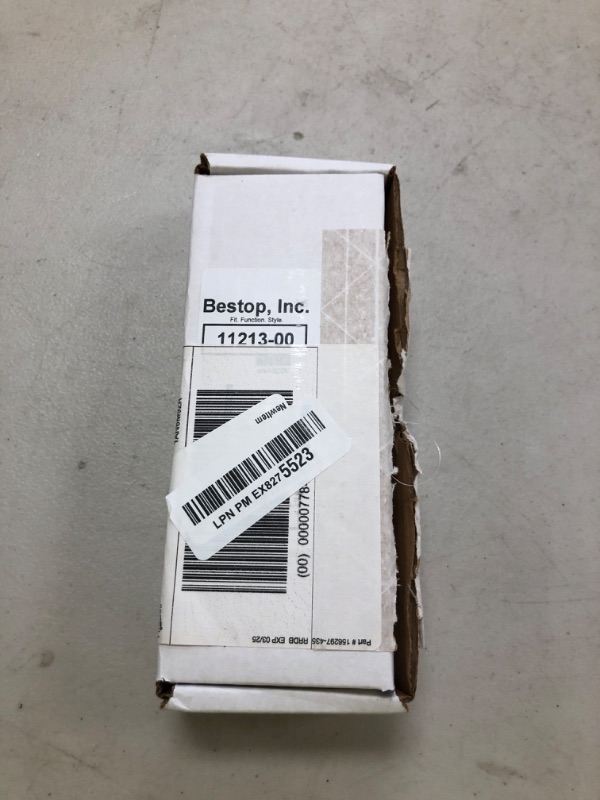 Bestop, Inc.
Fit. Function. Style.
11213-00
NewItem
LPN PM EX8275523
(00) 00000778
Part # 156297-435 RRDB EXP 03/25